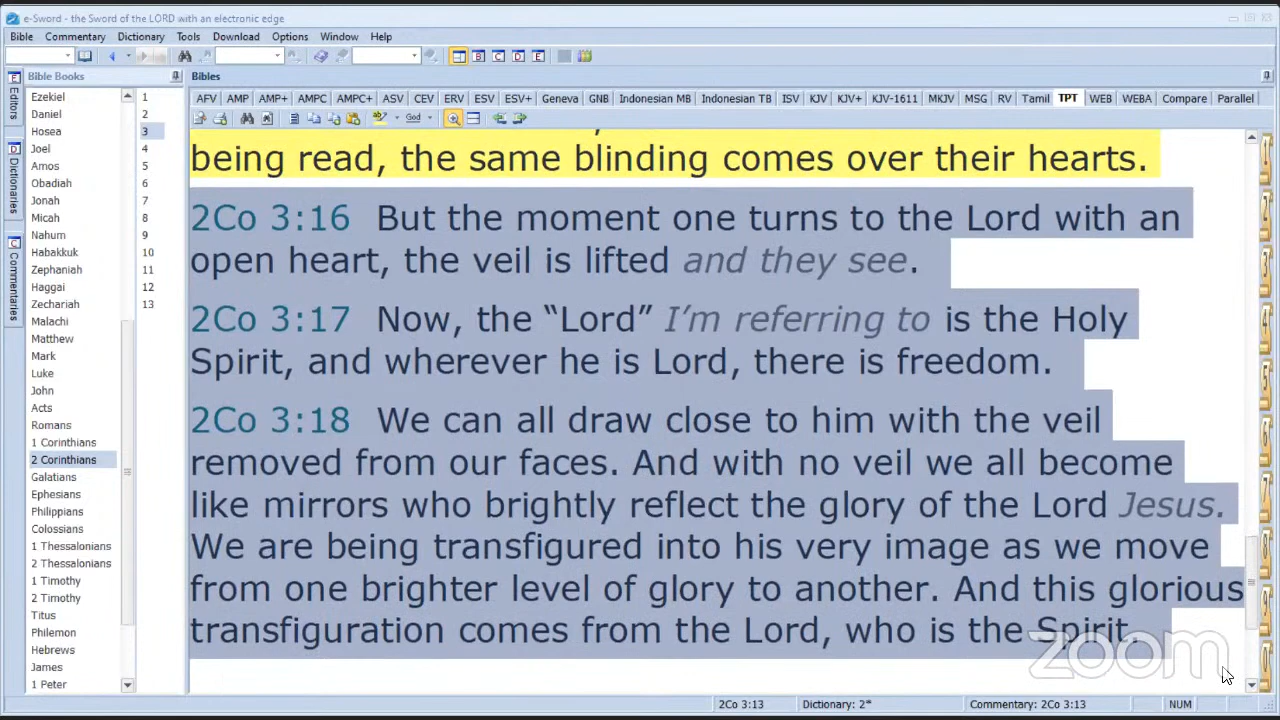 e-Sword - the Sword of the LORD with an electronic edge
Bible Commentary Dictionary Tools Download Options Window Help
Bible Books
Bibles
AFV AMP AMP+ AMPC AMPC+ ASV CEV ERV ESV ESV+ Geneva GNB Indonesian MB Indonesian TB ISV KJV KJV+ KJV-1611 MKJV MSG RV Tamil TPT WEB WEBA Compare Parallel
God
Editors
Dictionaries
Commentaries
Ezekiel
Daniel
Hosea
Joel
Amos
Obadiah
Jonah
Micah
Nahum
Habakkuk
Zephaniah
Haggai
Zechariah
Malachi
Matthew
Mark
Luke
John
Acts
Romans
1 Corinthians
2 Corinthians
Galatians
Ephesians
Philippians
Colossians
1 Thessalonians
2 Thessalonians
1 Timothy
2 Timothy
Titus
Philemon
Hebrews
James
1 Peter
1
2
3
4
5
6
7
8
9
10
11
12
13
being read, the same blinding comes over their hearts.
2Co 3:16 But the moment one turns to the Lord with an
open heart, the veil is lifted and they see.
2Co 3:17 Now, the “Lord” I’m referring to is the Holy
Spirit, and wherever he is Lord, there is freedom.
2Co 3:18 We can all draw close to him with the veil
removed from our faces. And with no veil we all become
like mirrors who brightly reflect the glory of the Lord Jesus.
We are being transfigured into his very image as we move
from one brighter level of glory to another. And this glorious
transfiguration comes from the Lord, who is the Spirit.
zoom
2Co 3:13 Dictionary: 2* Commentary: 2Co 3:13 NUM